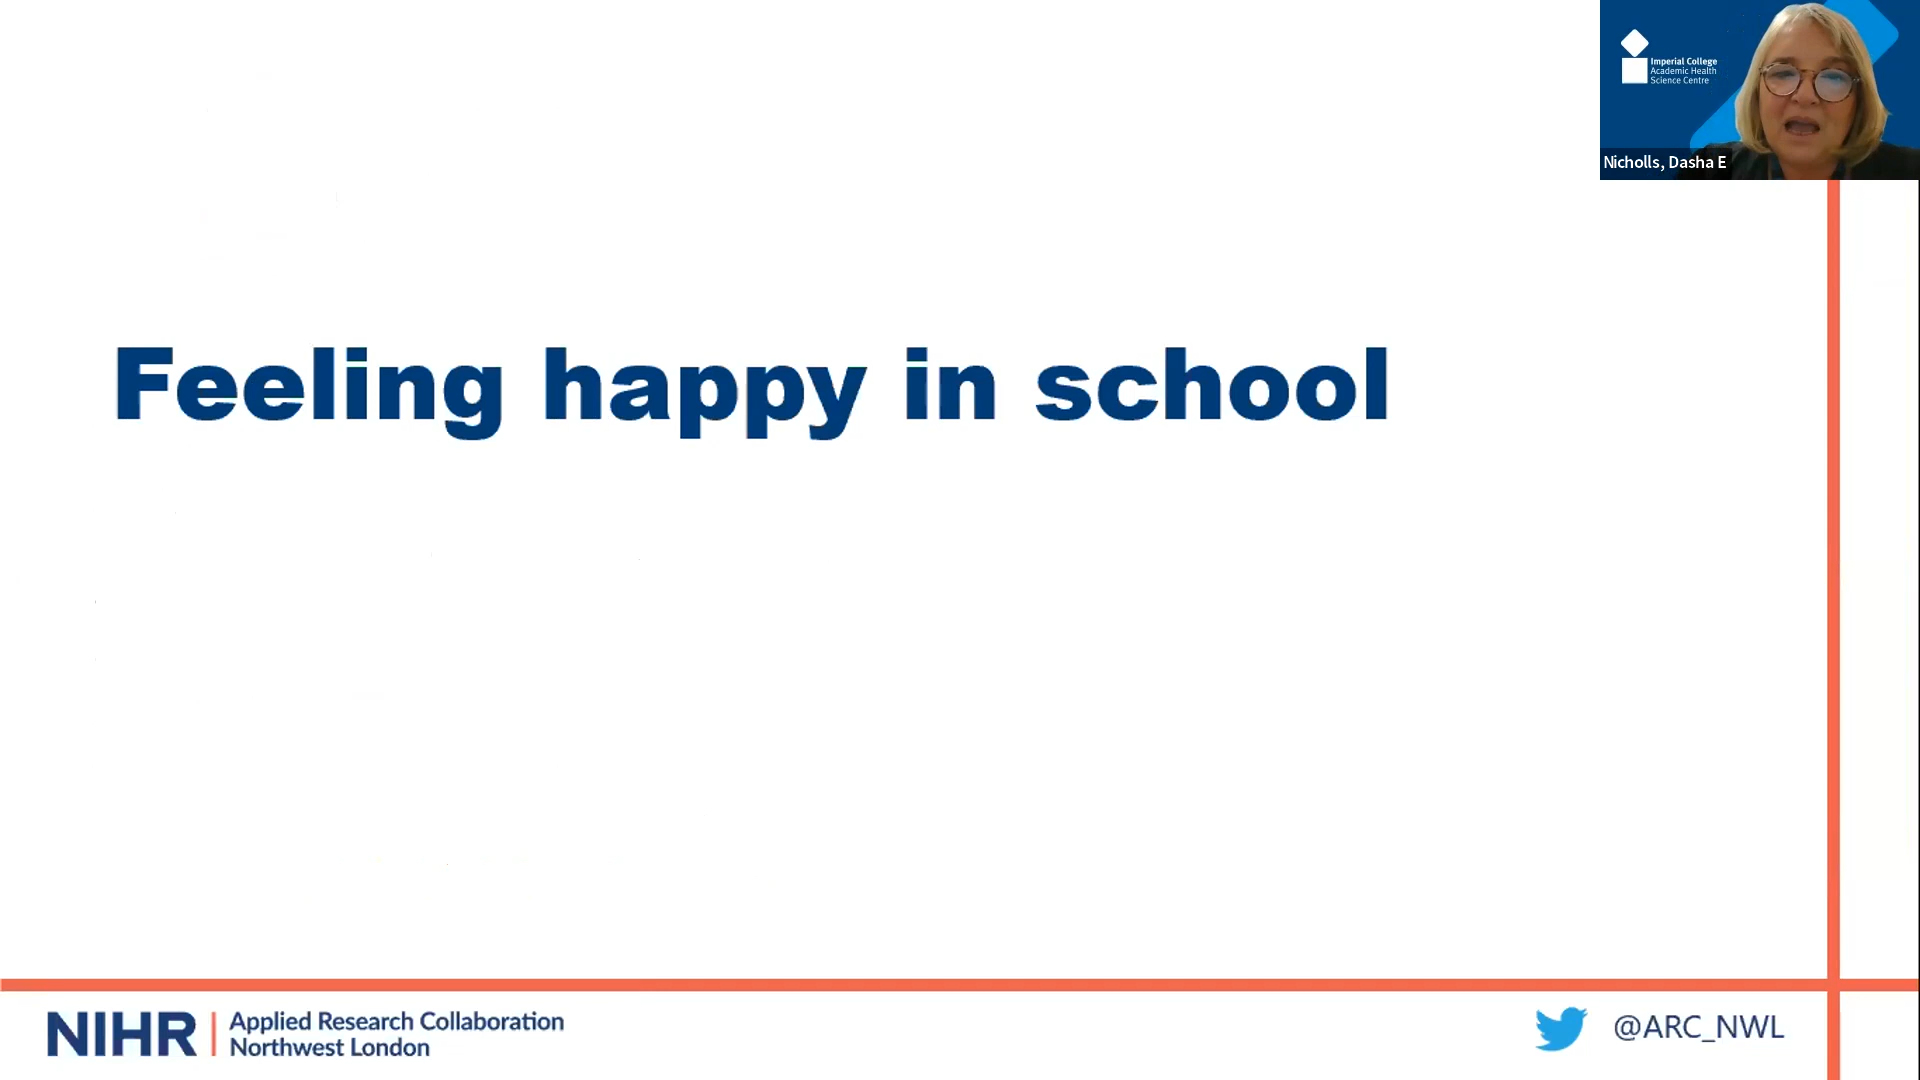 Imperial College
Academic Health
Science Centre
Nicholls, Dasha E
Feeling happy in school
NIHR | Applied Research Collaboration
Northwest London
@ARC_NWL